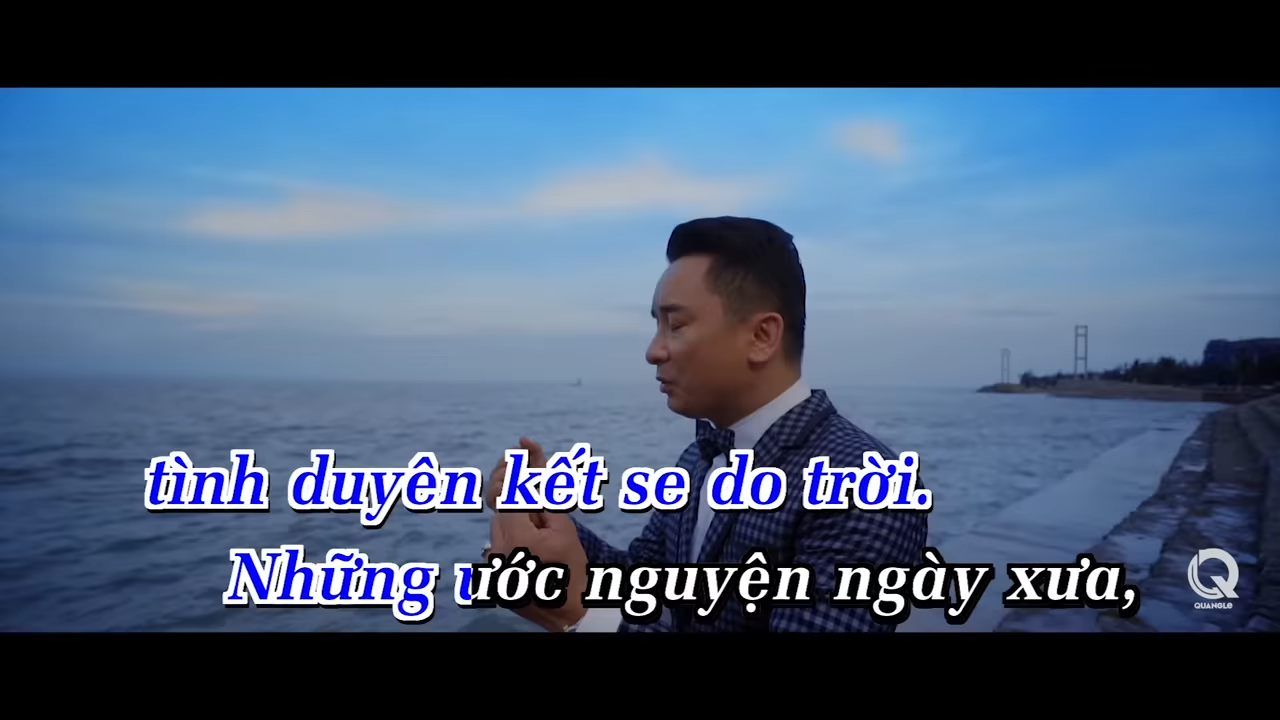 tình duyên kết se do trời.
Những ước nguyện ngày xưa,
QUANGLE